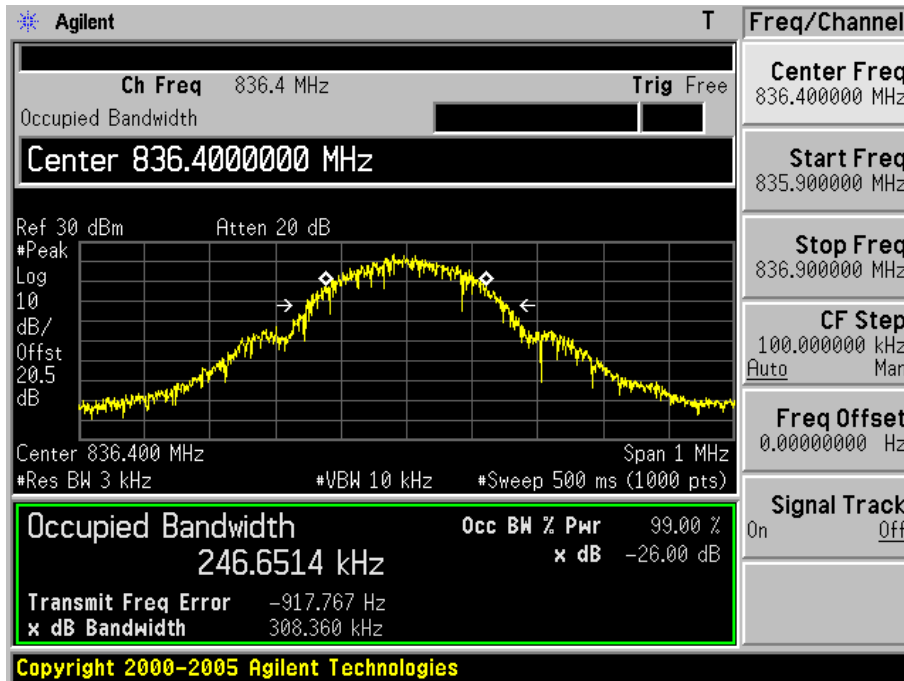 Agilent T Freq/Channel
Ch Freq 836.4 MHz Trig Free
Occupied Bandwidth
Center 836.4000000 MHz
Ref 30 dBm Atten 20 dB
#Peak
Log
10
dB/
Offst
20.5
dB
Center 836.400 MHz Span 1 MHz
#Res BW 3 kHz #VBW 10 kHz #Sweep 500 ms (1000 pts)
Occupied Bandwidth Occ BW % Pwr 99.00 %
246.6514 kHz x dB -26.00 dB
Transmit Freq Error -917.767 Hz
x dB Bandwidth 308.360 kHz
Copyright 2000-2005 Agilent Technologies
Center Freq
836.400000 MHz
Start Freq
835.900000 MHz
Stop Freq
836.900000 MHz
CF Step
100.000000 kHz
Auto Man
Freq Offset
0.00000000 Hz
Signal Track
On Off